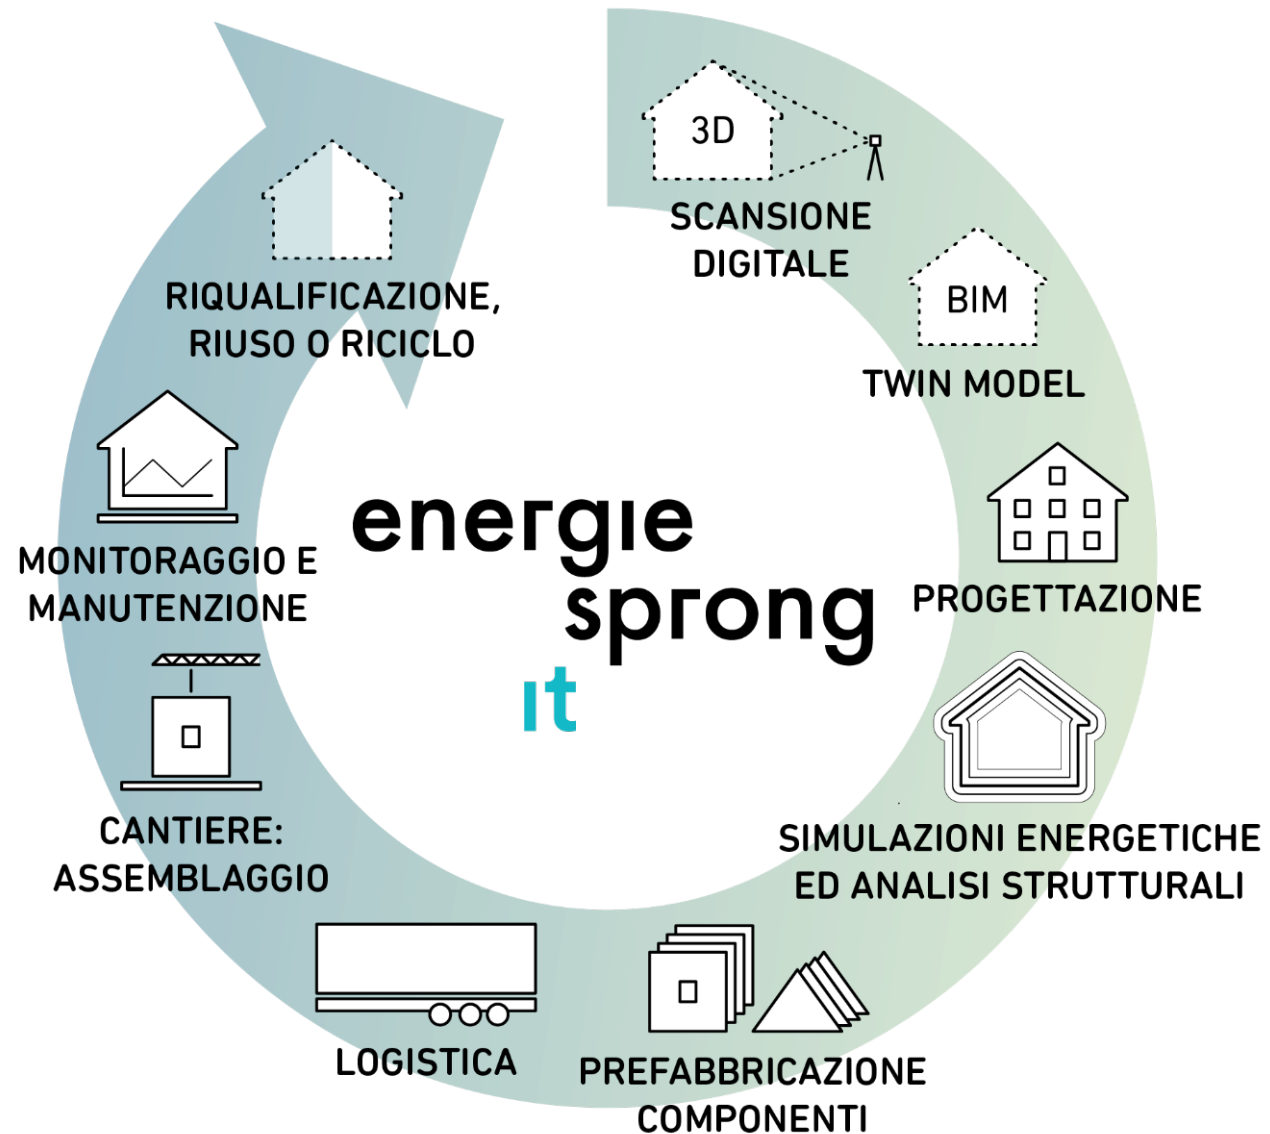 3D
SCANSIONE
DIGITALE
BIM
TWIN MODEL
PROGETTAZIONE
SIMULAZIONI ENERGETICHE
ED ANALISI STRUTTURALI
PREFABBRICAZIONE
COMPONENTI
LOGISTICA
CANTIERE:
ASSEMBLAGGIO
MONITORAGGIO E
MANUTENZIONE
RIQUALIFICAZIONE,
RIUSO O RICICLO
energie
sprong
it